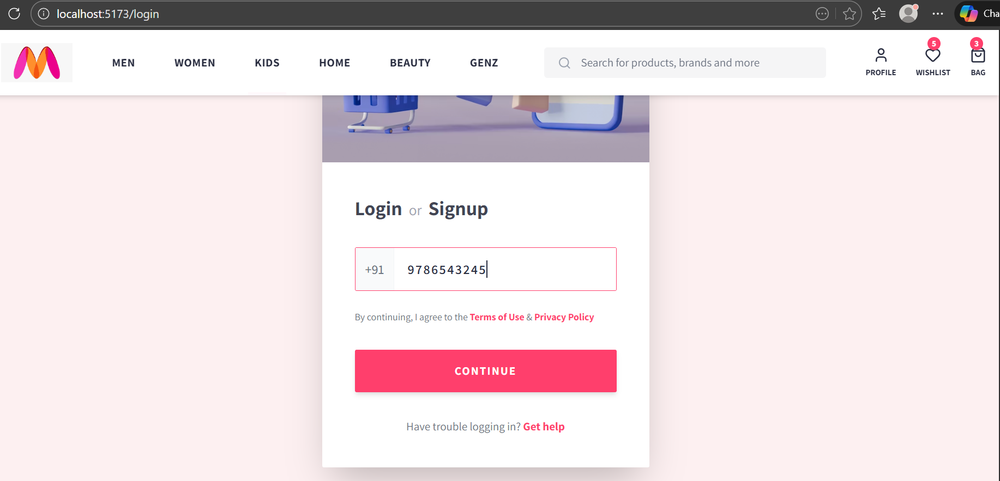 localhost:5173/login
Cha
MEN WOMEN KIDS HOME BEAUTY GENZ
Search for products, brands and more
PROFILE
5
WISHLIST
3
BAG
Login or Signup
+91 9786543245
By continuing, I agree to the Terms of Use & Privacy Policy
CONTINUE
Have trouble logging in? Get help